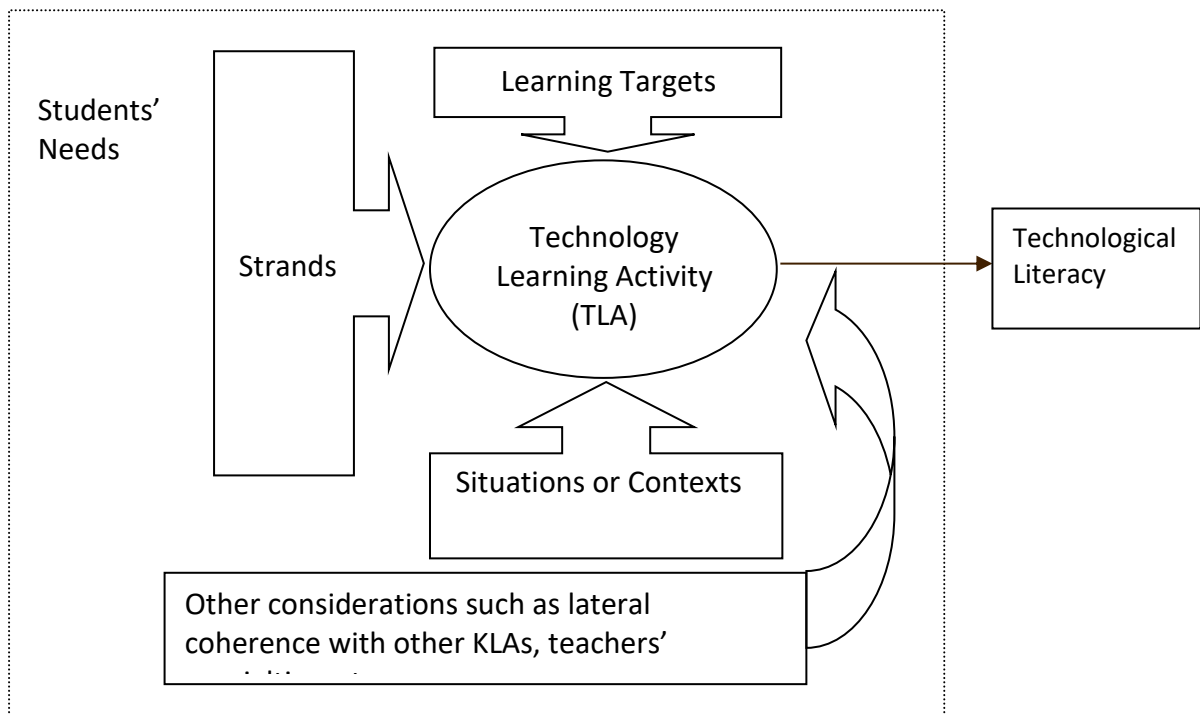 Students’
Needs
Strands
Learning Targets
Technology
Learning Activity
(TLA)
Situations or Contexts
Other considerations such as lateral
coherence with other KLAs, teachers’
Technological
Literacy